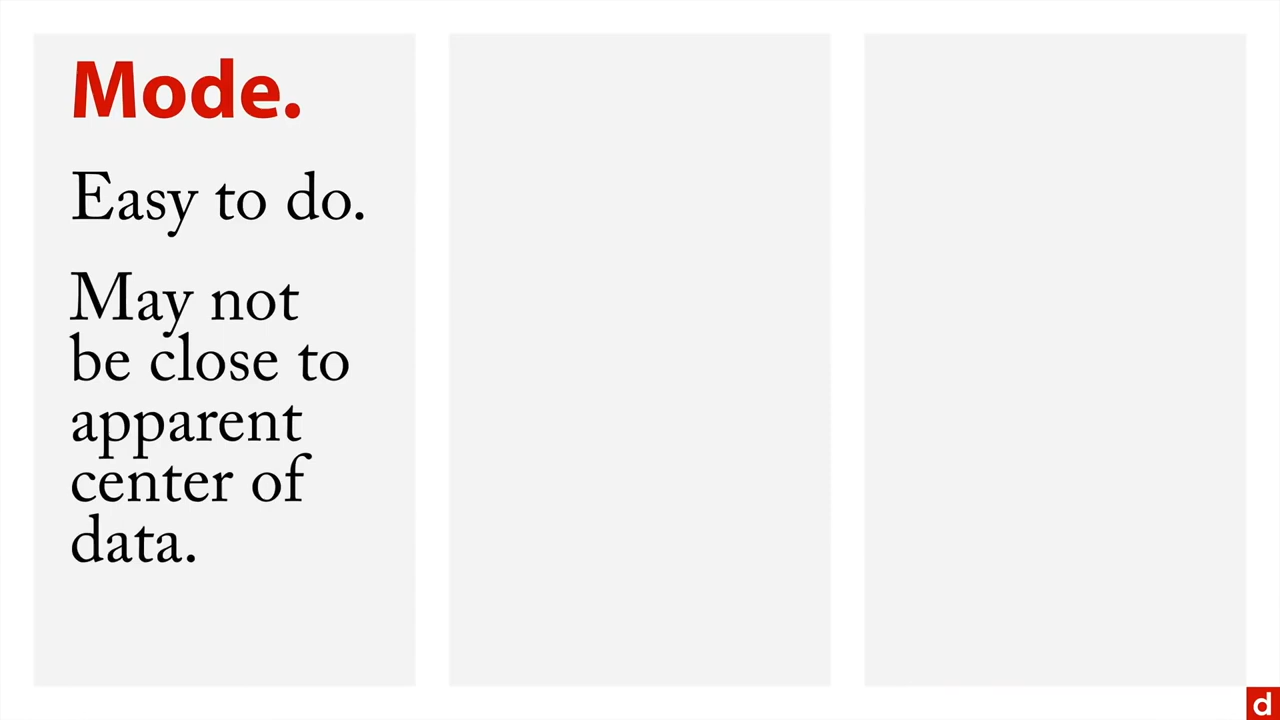 Mode.
Easy to do.
May not
be close to
apparent
center of
data.
d